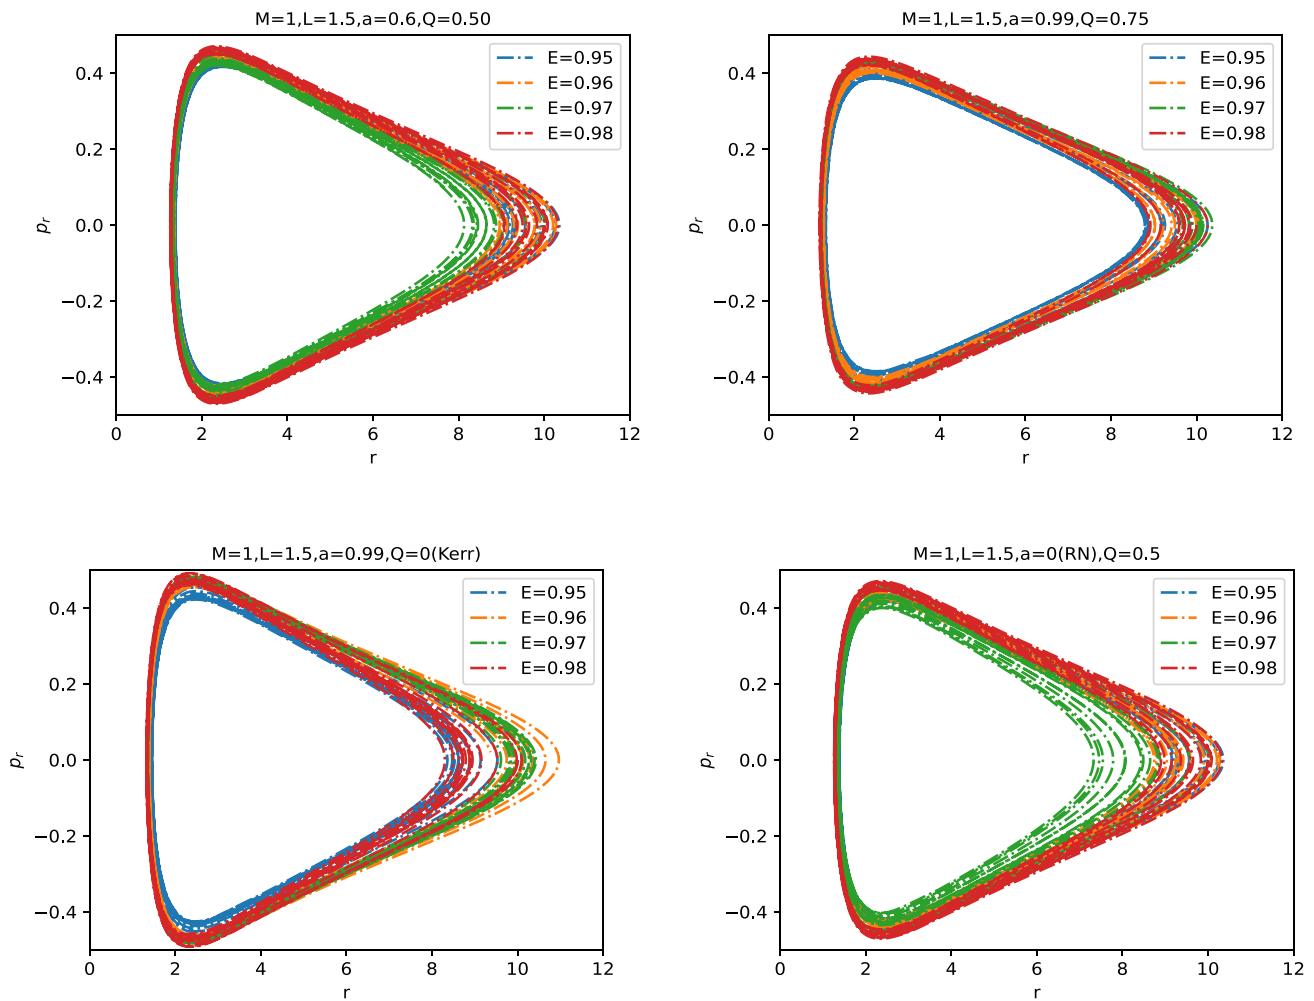 M=1,L=1.5,a=0.6,Q=0.50
E=0.95
E=0.96
E=0.97
E=0.98
0.4
0.2
0.0
−0.2
−0.4
p_r
0 2 4 6 8 10 12
r
M=1,L=1.5,a=0.99,Q=0.75
E=0.95
E=0.96
E=0.97
E=0.98
0.4
0.2
0.0
−0.2
−0.4
p_r
0 2 4 6 8 10 12
r
M=1,L=1.5,a=0.99,Q=0(Kerr)
E=0.95
E=0.96
E=0.97
E=0.98
0.4
0.2
0.0
−0.2
−0.4
p_r
0 2 4 6 8 10 12
r
M=1,L=1.5,a=0(RN),Q=0.5
E=0.95
E=0.96
E=0.97
E=0.98
0.4
0.2
0.0
−0.2
−0.4
p_r
0 2 4 6 8 10 12
r